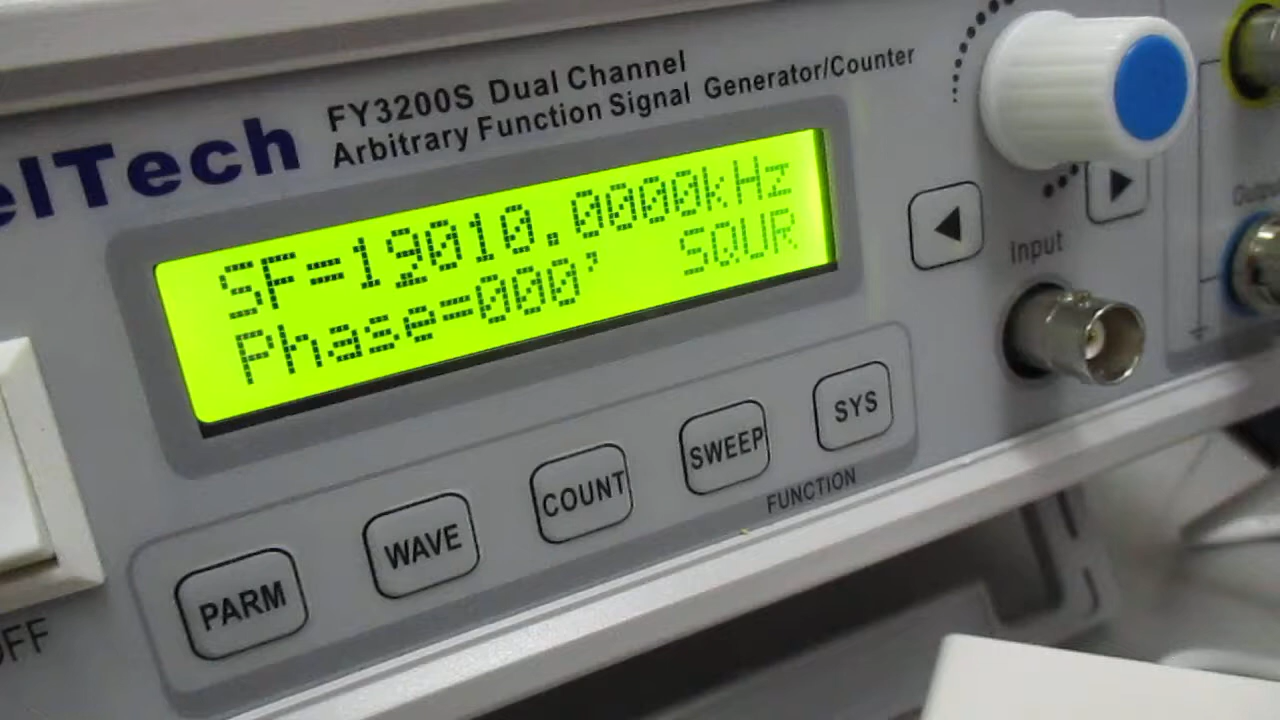 elTech
FY3200S Dual Channel
Arbitrary Function Signal Generator/Counter
SF=19010.0000kHz
Phase=000' SQUR
Input
PARM
WAVE
COUNT
SWEEP
SYS
FUNCTION